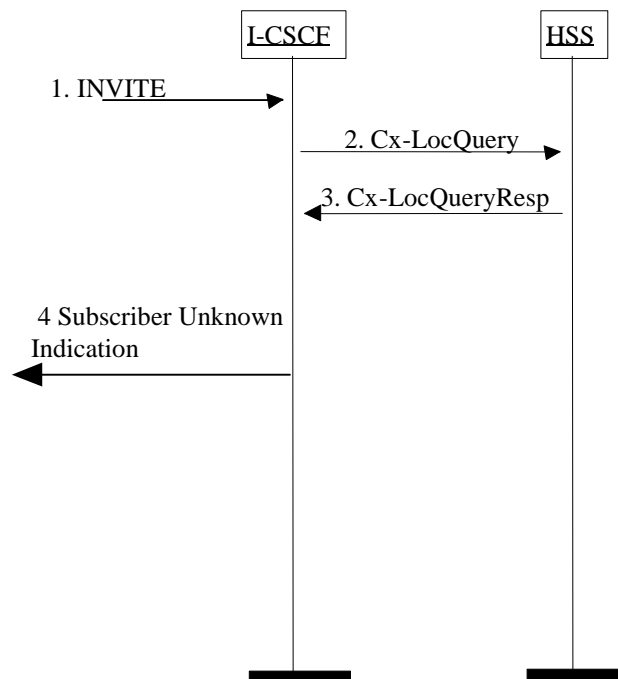 I-CSCF
HSS
1. INVITE
2. Cx-LocQuery
3. Cx-LocQueryResp
4 Subscriber Unknown
Indication